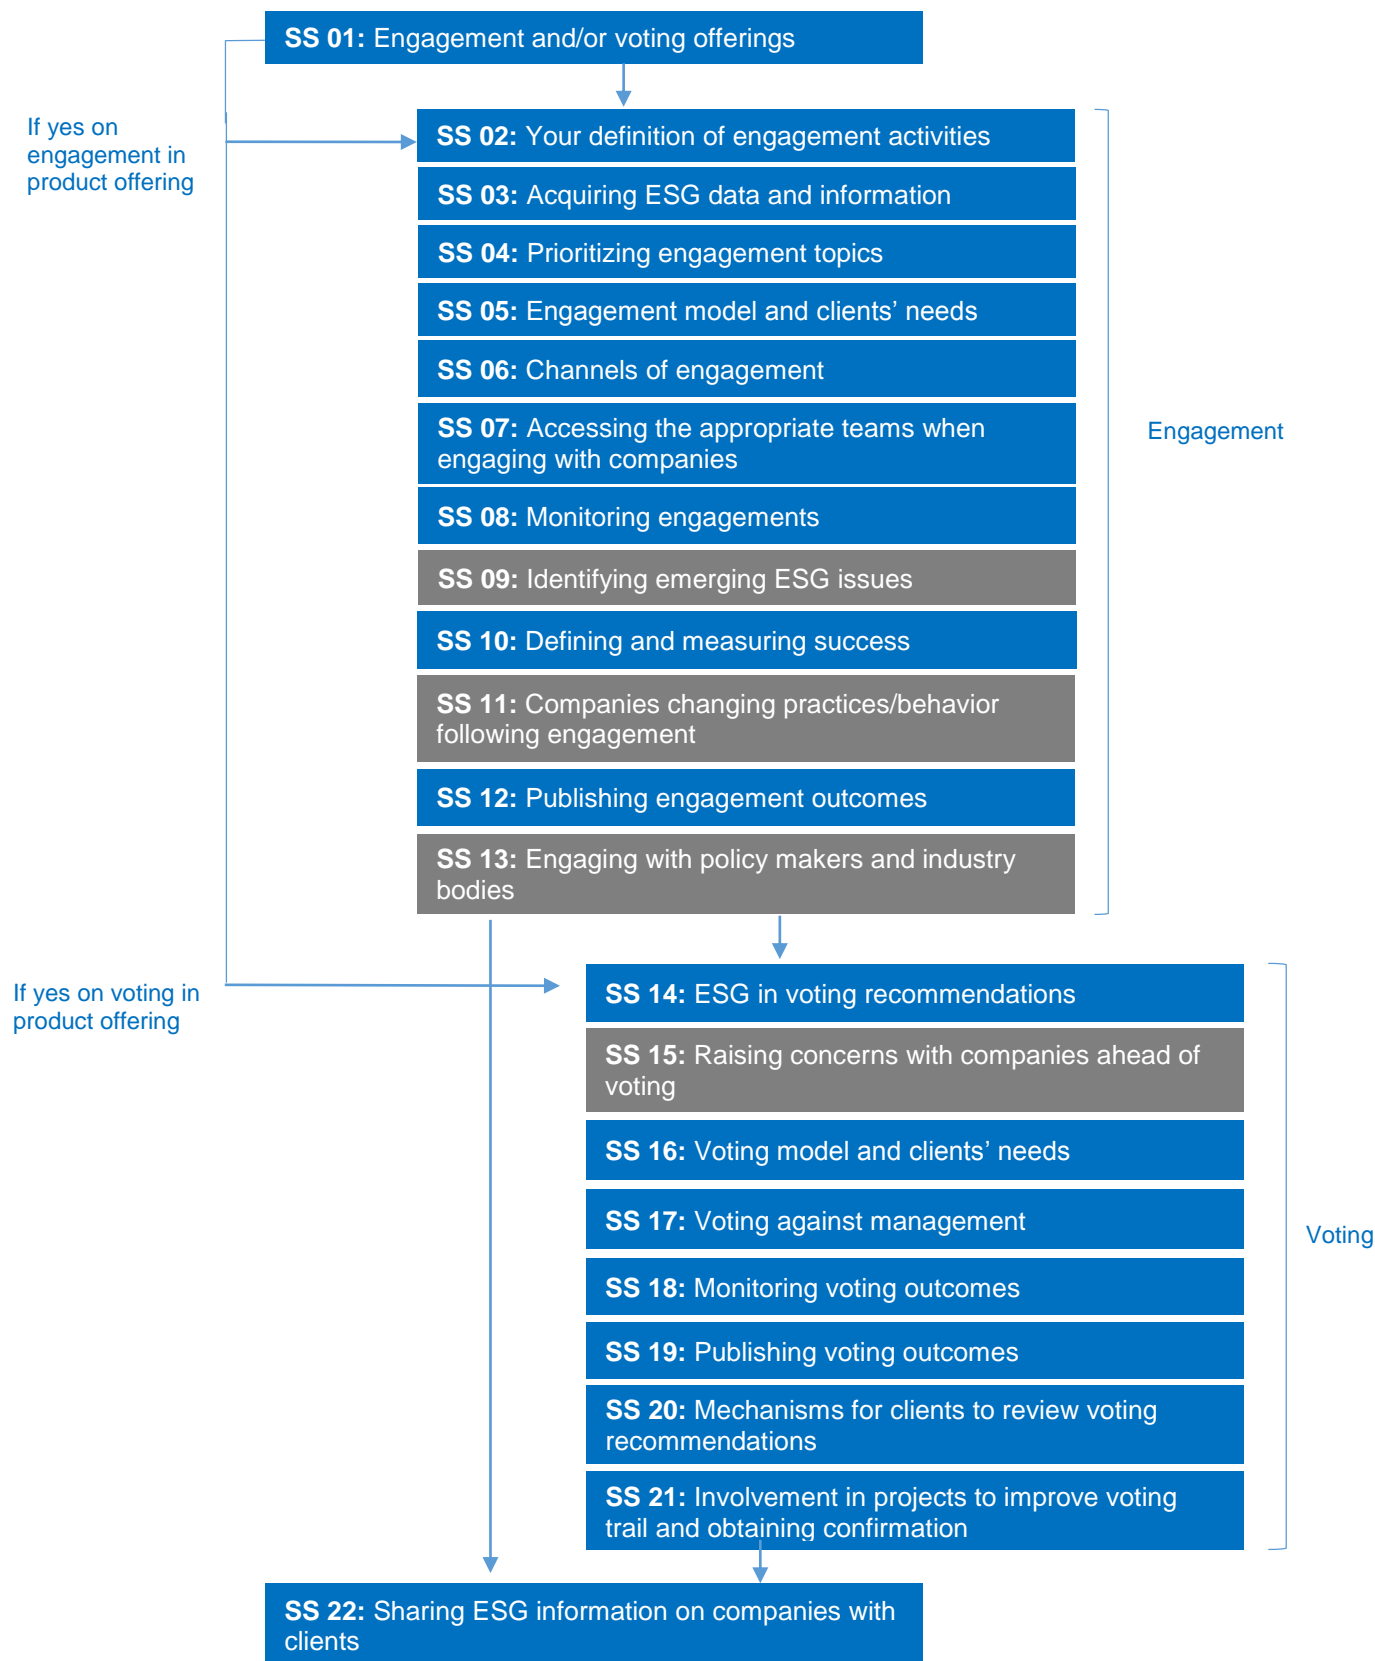 SS 01: Engagement and/or voting offerings
If yes on
engagement in
product offering
SS 02: Your definition of engagement activities
SS 03: Acquiring ESG data and information
SS 04: Prioritizing engagement topics
SS 05: Engagement model and clients’ needs
SS 06: Channels of engagement
SS 07: Accessing the appropriate teams when
engaging with companies
Engagement
SS 08: Monitoring engagements
SS 09: Identifying emerging ESG issues
SS 10: Defining and measuring success
SS 11: Companies changing practices/behavior
following engagement
SS 12: Publishing engagement outcomes
SS 13: Engaging with policy makers and industry
bodies
If yes on voting in
product offering
SS 14: ESG in voting recommendations
SS 15: Raising concerns with companies ahead of
voting
SS 16: Voting model and clients’ needs
SS 17: Voting against management
Voting
SS 18: Monitoring voting outcomes
SS 19: Publishing voting outcomes
SS 20: Mechanisms for clients to review voting
recommendations
SS 21: Involvement in projects to improve voting
trail and obtaining confirmation
SS 22: Sharing ESG information on companies with
clients